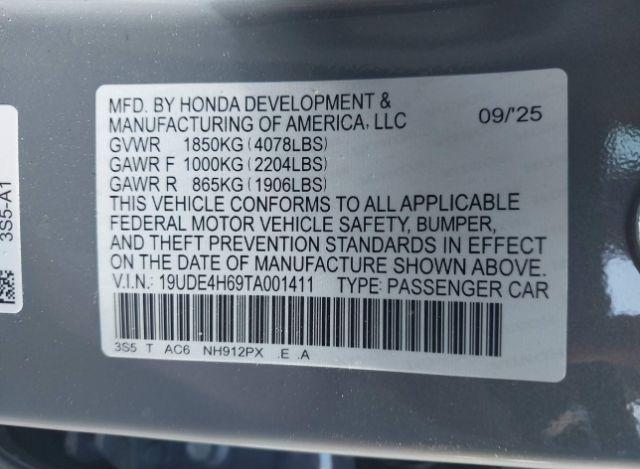 MFD. BY HONDA DEVELOPMENT &
MANUFACTURING OF AMERICA, LLC 09/'25
GVWR 1850KG(4078LBS)
GAWR F 1000KG(2204LBS)
GAWR R 865KG(1906LBS)
THIS VEHICLE CONFORMS TO ALL APPLICABLE
FEDERAL MOTOR VEHICLE SAFETY, BUMPER,
AND THEFT PREVENTION STANDARDS IN EFFECT
ON THE DATE OF MANUFACTURE SHOWN ABOVE.
V.I.N.: 19UDE4H69TA001411 TYPE: PASSENGER CAR
3S5 T AC6 NH912PX .E .A
3S5-A1